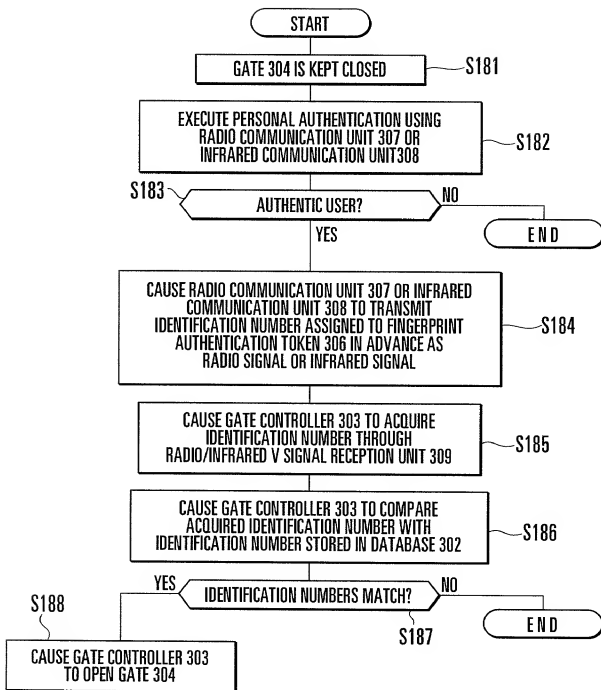 START
GATE 304 IS KEPT CLOSED
S181
EXECUTE PERSONAL AUTHENTICATION USING
RADIO COMMUNICATION UNIT 307 OR
INFRARED COMMUNICATION UNIT308
S182
S183
AUTHENTIC USER?
NO
END
YES
CAUSE RADIO COMMUNICATION UNIT 307 OR INFRARED
COMMUNICATION UNIT 308 TO TRANSMIT
IDENTIFICATION NUMBER ASSIGNED TO FINGERPRINT
AUTHENTICATION TOKEN 306 IN ADVANCE AS
RADIO SIGNAL OR INFRARED SIGNAL
S184
CAUSE GATE CONTROLLER 303 TO ACQUIRE
IDENTIFICATION NUMBER THROUGH
RADIO/INFRARED V SIGNAL RECEPTION UNIT 309
S185
CAUSE GATE CONTROLLER 303 TO COMPARE
ACQUIRED IDENTIFICATION NUMBER WITH
IDENTIFICATION NUMBER STORED IN DATABASE 302
S186
YES
IDENTIFICATION NUMBERS MATCH?
NO
S187
END
S188
CAUSE GATE CONTROLLER 303
TO OPEN GATE 304